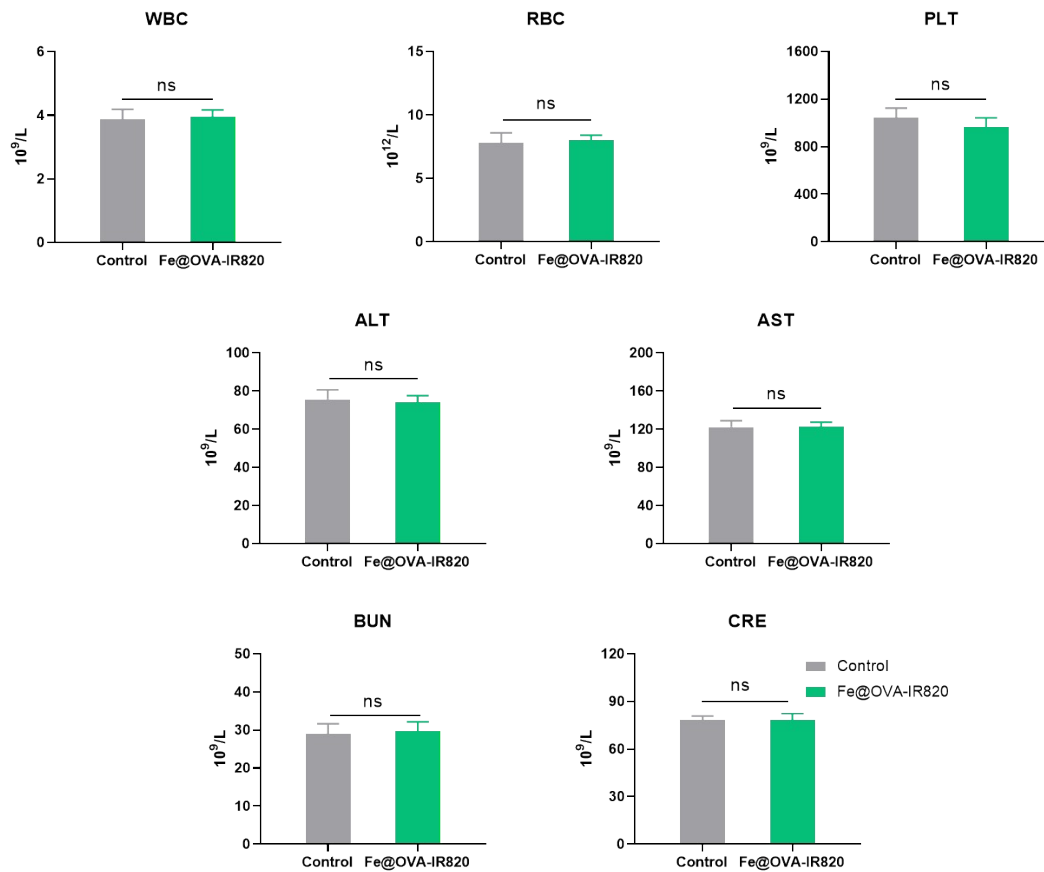 WBC
6
4
2
0
10⁹/L
ns
Control Fe@OVA-IR820
RBC
15
10
5
0
10¹²/L
ns
Control Fe@OVA-IR820
PLT
1600
1200
800
400
0
10⁹/L
ns
Control Fe@OVA-IR820
ALT
100
80
60
40
20
0
10⁹/L
ns
Control Fe@OVA-IR820
AST
200
160
120
80
40
0
10⁹/L
ns
Control Fe@OVA-IR820
BUN
50
40
30
20
10
0
10⁹/L
ns
Control Fe@OVA-IR820
CRE
120
90
60
30
0
10⁹/L
ns
Control Fe@OVA-IR820
Control
Fe@OVA-IR820